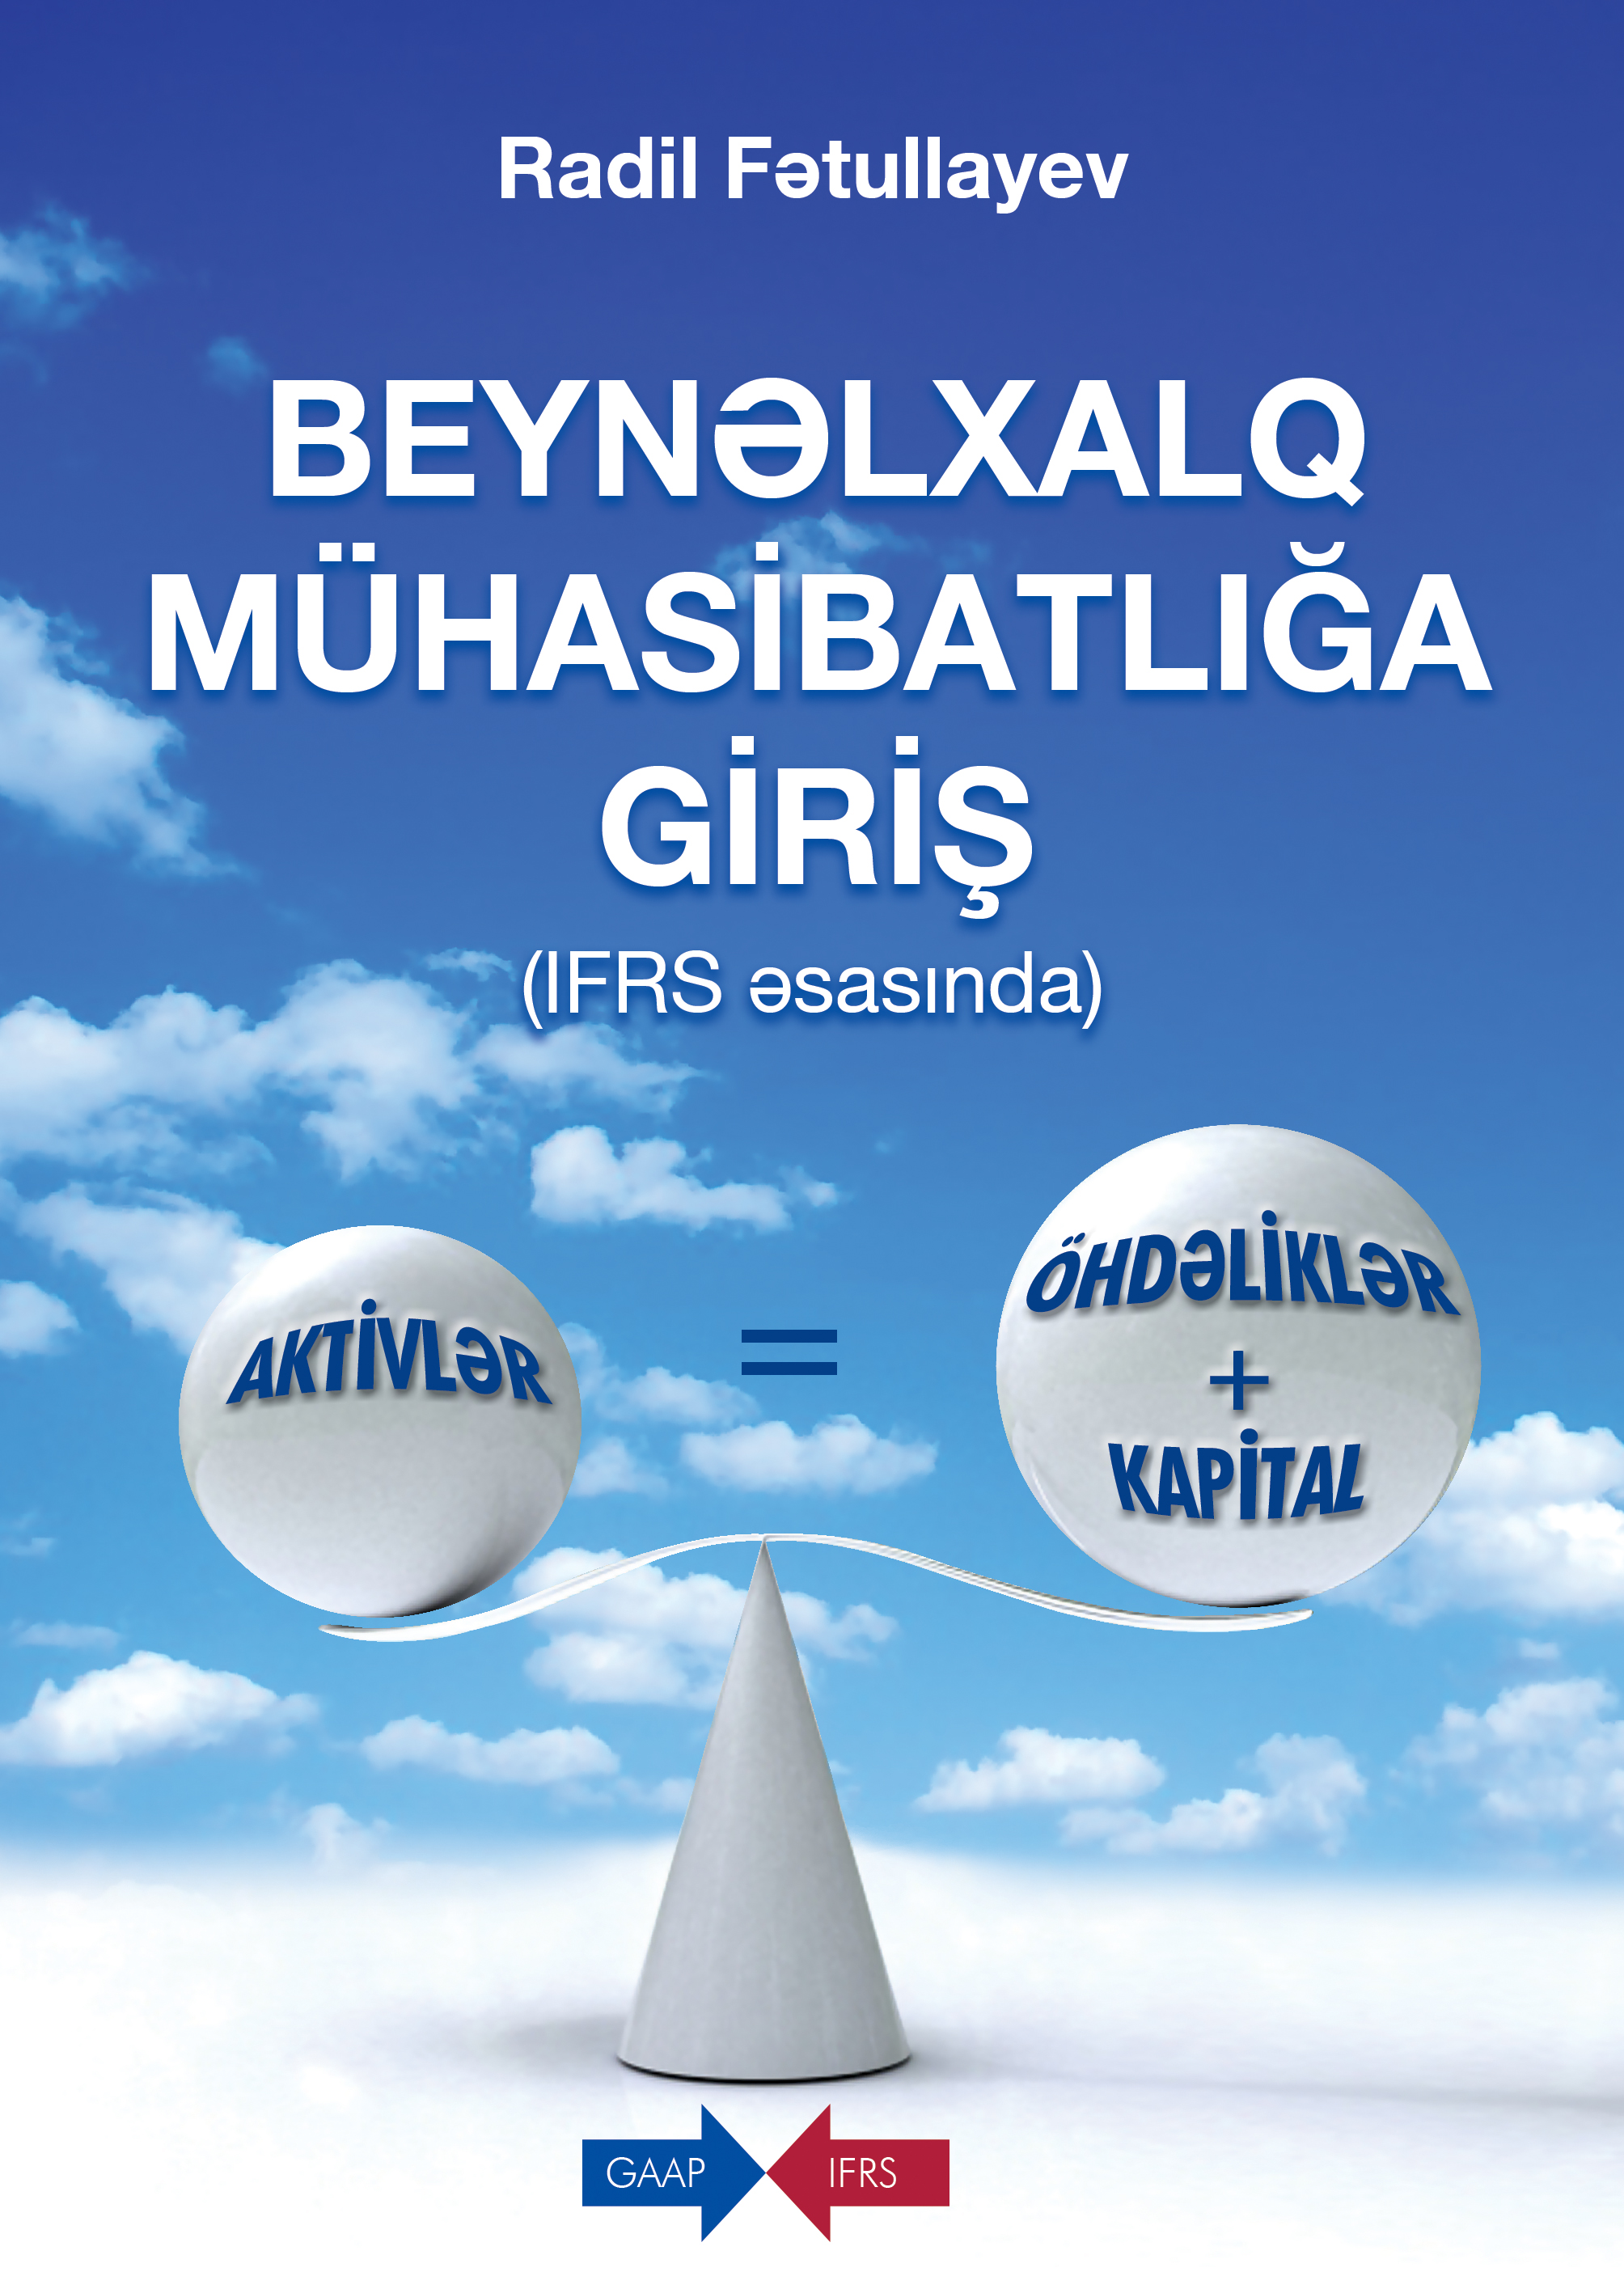 Radil Fətullayev
BEYNƏLXALQ
MÜHASİBATLIĞA
GİRİŞ
(IFRS əsasında)
AKTİVLƏR
=
ÖHDƏLİKLƏR
+
KAPİTAL
GAAP IFRS